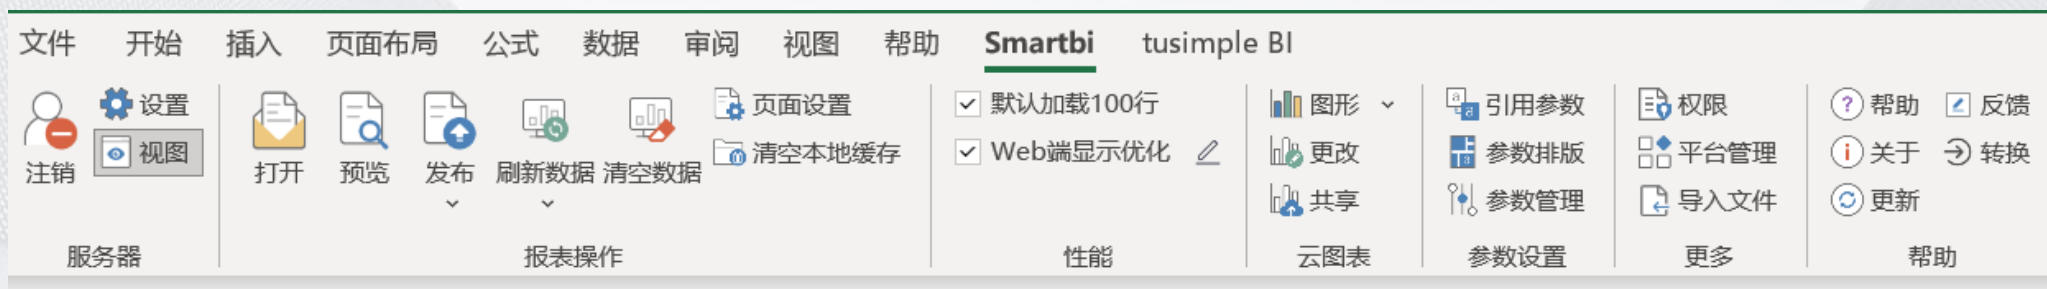 文件 开始 插入 页面布局 公式 数据 审阅 视图 帮助 Smartbi tusimple BI
注销
设置
视图
服务器
打开
预览
发布
刷新数据
清空数据
页面设置
清空本地缓存
报表操作
默认加载100行
Web端显示优化
性能
图形
更改
共享
云图表
引用参数
参数排版
参数管理
参数设置
权限
平台管理
导入文件
更多
帮助 反馈
关于 转换
更新
帮助